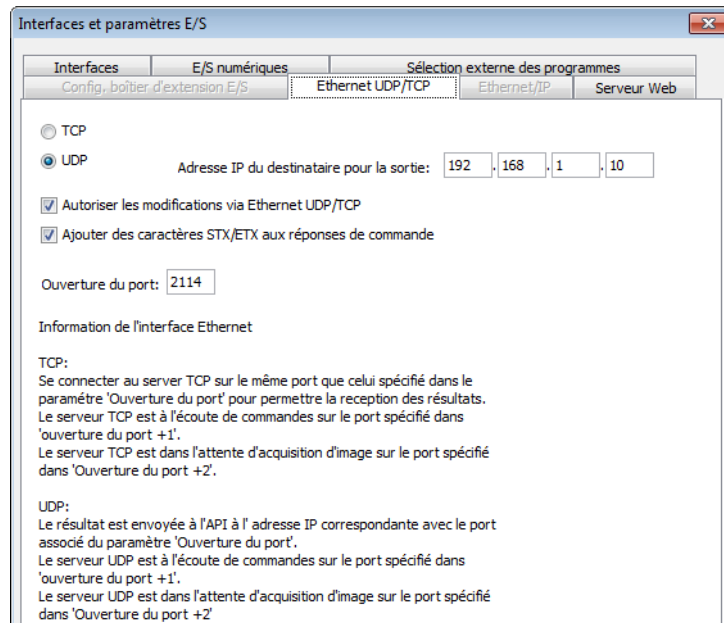 Interfaces et paramètres E/S
Interfaces
E/S numériques
Sélection externe des programmes
Config. boîtier d'extension E/S
Ethernet UDP/TCP
Ethernet/IP
Serveur Web
TCP
UDP
Adresse IP du destinataire pour la sortie: 192 . 168 . 1 . 10
Autoriser les modifications via Ethernet UDP/TCP
Ajouter des caractères STX/ETX aux réponses de commande
Ouverture du port: 2114
Information de l'interface Ethernet
TCP:
Se connecter au server TCP sur le même port que celui spécifié dans le
paramétre 'Ouverture du port' pour permettre la reception des résultats.
Le serveur TCP est à l'écoute de commandes sur le port spécifié dans
'ouverture du port +1'.
Le serveur TCP est dans l'attente d'acquisition d'image sur le port spécifié
dans 'Ouverture du port +2'.
UDP:
Le résultat est envoyée à l'API à l' adresse IP correspondante avec le port
associé du paramètre 'Ouverture du port'.
Le serveur UDP est à l'écoute de commandes sur le port spécifié dans
'ouverture du port +1'.
Le serveur UDP est dans l'attente d'acquisition d'image sur le port spécifié
dans 'Ouverture du port +2'